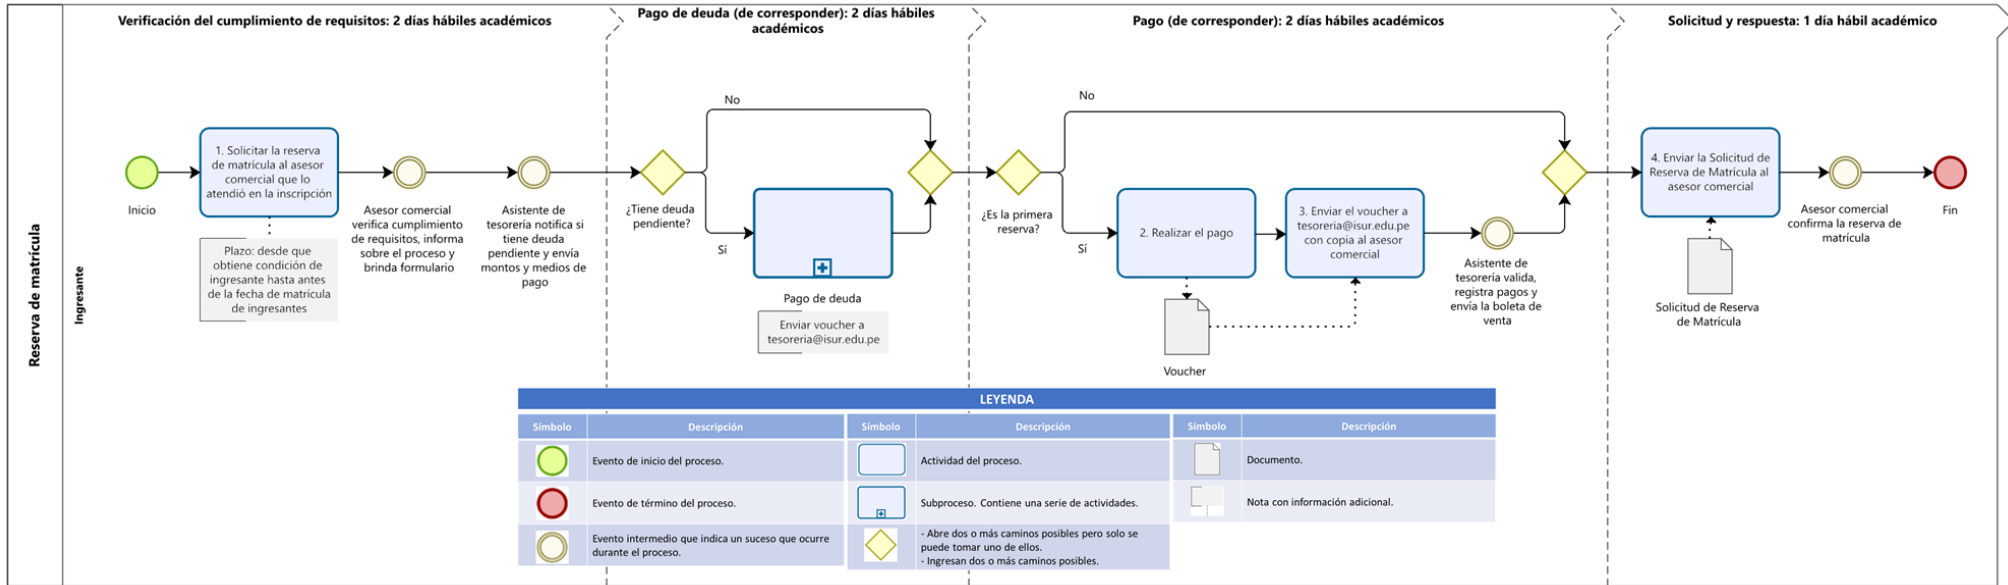 Verificación del cumplimiento de requisitos: 2 días hábiles académicos
Pago de deuda (de corresponder): 2 días hábiles
académicos
Pago (de corresponder): 2 días hábiles académicos
Solicitud y respuesta: 1 día hábil académico
Reserva de matrícula
Ingresante
Inicio
1. Solicitar la reserva
de matrícula al asesor
comercial que lo
atendió en la inscripción
Plazo: desde que
obtiene condición de
ingresante hasta antes
de la fecha de matrícula
de ingresantes
Asesor comercial
verifica cumplimiento
de requisitos, informa
sobre el proceso y
brinda formulario
Asistente de
tesorería notifica si
tiene deuda
pendiente y envía
montos y medios de
pago
¿Tiene deuda
pendiente?
No
Sí
Pago de deuda
Enviar voucher a
tesoreria@isur.edu.pe
¿Es la primera
reserva?
No
Sí
2. Realizar el pago
Voucher
3. Enviar el voucher a
tesoreria@isur.edu.pe
con copia al asesor
comercial
Asistente de
tesorería valida,
registra pagos y
envía la boleta de
venta
4. Enviar la Solicitud de
Reserva de Matrícula al
asesor comercial
Solicitud de Reserva
de Matrícula
Asesor comercial
confirma la reserva de
matrícula
Fin
LEYENDA
Símbolo
Descripción
Símbolo
Descripción
Símbolo
Descripción
Evento de inicio del proceso.
Actividad del proceso.
Documento.
Evento de término del proceso.
Subproceso. Contiene una serie de actividades.
Nota con información adicional.
Evento intermedio que indica un suceso que ocurre
durante el proceso.
- Abre dos o más caminos posibles pero solo se
puede tomar uno de ellos.
- Ingresan dos o más caminos posibles.